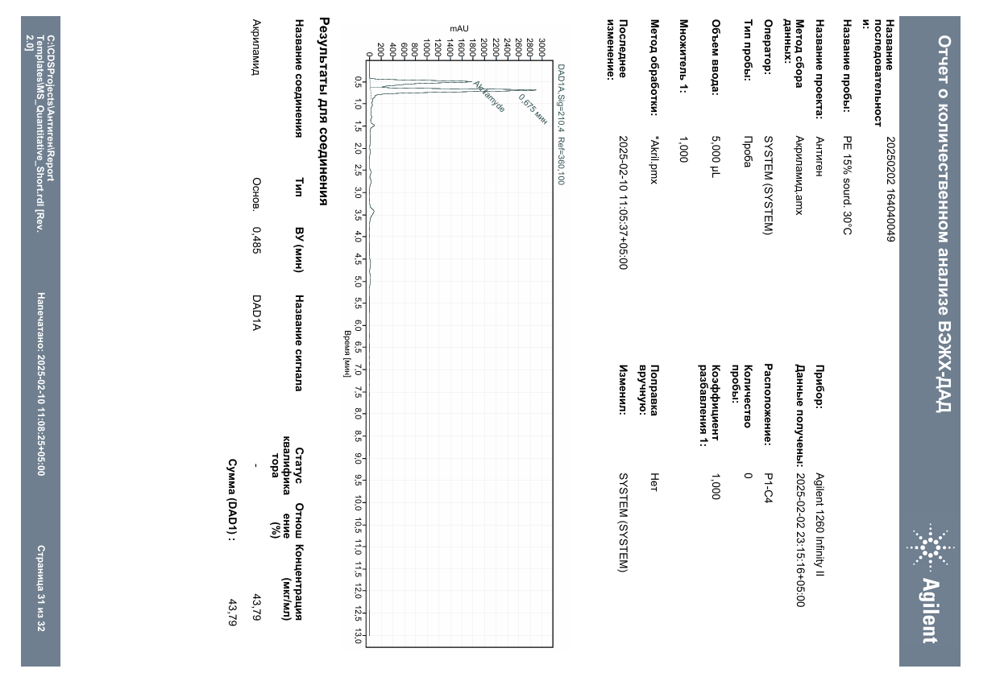 Отчет о количественном анализе ВЭЖХ-ДАД
Agilent
Название
последовательност
и:
20250202 164040049
Название пробы:
PE 15% sourd. 30°C
Название проекта:
Антиген
Прибор:
Agilent 1260 Infinity II
Метод сбора
данных:
Акриламид.amx
Данные получены:
2025-02-02 23:15:16+05:00
Оператор:
SYSTEM (SYSTEM)
Расположение:
P1-C4
Тип пробы:
Проба
Количество
пробы:
0
Объем ввода:
5,000 µL
Коэффициент
разбавления 1:
1,000
Множитель 1:
1,000
Метод обработки:
*Akril.pmx
Поправка
вручную:
Нет
Последнее
изменение:
2025-02-10 11:05:37+05:00
Изменил:
SYSTEM (SYSTEM)
DAD1A,Sig=210,4 Ref=360,100
mAU
3000
2800
2600
2400
2200
2000
1800
1600
1400
1200
1000
800
600
400
200
0
0,675 мин
Akrilamyde
0,5 1,0 1,5 2,0 2,5 3,0 3,5 4,0 4,5 5,0 5,5 6,0 6,5 7,0 7,5 8,0 8,5 9,0 9,5 10,0 10,5 11,0 11,5 12,0 12,5 13,0
Время [мин]
Результаты для соединения
Название соединения
Тип
ВУ (мин)
Название сигнала
Статус
квалифика
тора
Отнош
ение
(%)
Концентрация
(мкг/мл)
Акриламид
Основ.
0,485
DAD1A
-
43,79
Сумма (DAD1) :
43,79
C:\CDSProjects\Антиген\Report
Templates\MS_Quantitative_Short.rdl [Rev.
2.0]
Напечатано: 2025-02-10 11:08:25+05:00
Страница 31 из 32